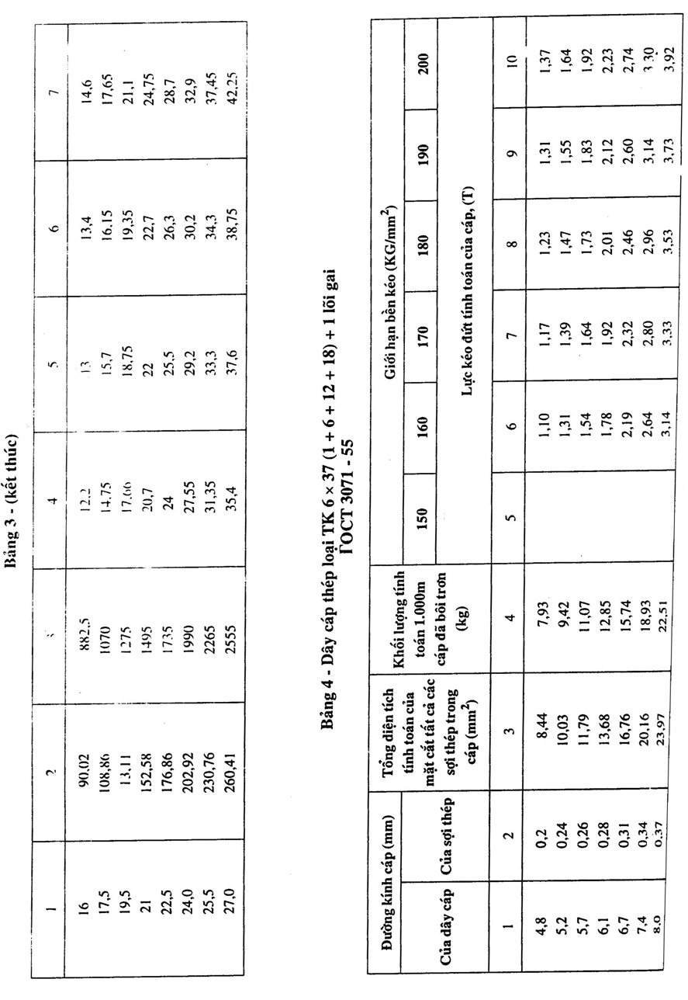 Bảng 3 - (kết thúc)
1 2 3 4 5 6 7
16 90,02 882,5 12.2 13 13,4 14,6
17,5 108,86 1070 14.75 15,7 16.15 17,65
19,5 13,11 1275 17.66 18,75 19,35 21,1
21 152,58 1495 20,7 22 22,7 24,75
22,5 176,86 1735 24 25,5 26,3 28,7
24,0 202,92 1990 27,55 29,2 30,2 32,9
25,5 230,76 2265 31,35 33,3 34,3 37,45
27,0 260,41 2555 35,4 37.6 38,75 42.25
Bảng 4 - Dây cáp thép loại TK 6 × 37 (1 + 6 + 12 + 18) + 1 lõi gai
ГOCT 3071 - 55
Đường kính cáp (mm)
Của dây cáp
Của sợi thép
Tổng diện tích
tính toán của
mặt cắt tất cả các
sợi thép trong
cáp (mm²)
Khối lượng tính
toán 1.000m
cáp đã bôi trơn
(kg)
Giới hạn bền kéo (KG/mm²)
150 160 170 180 190 200
Lực kéo đứt tính toán của cáp, (T)
1 2 3 4 5 6 7 8 9 10
4,8 0,2 8,44 7,93 1,10 1,17 1,23 1,31 1,37
5,2 0,24 10,03 9,42 1,31 1,39 1,47 1,55 1,64
5,7 0,26 11,79 11,07 1,54 1,64 1,73 1,83 1,92
6,1 0,28 13,68 12,85 1,78 1,92 2,01 2,12 2,23
6,7 0,31 16,76 15,74 2,19 2,32 2,46 2,60 2,74
7,4 0,34 20,16 18,93 2,64 2,80 2,96 3,14 3 30
8.0 0.37 23.97 22,51 3,14 3.33 3,53 3,73 3,92